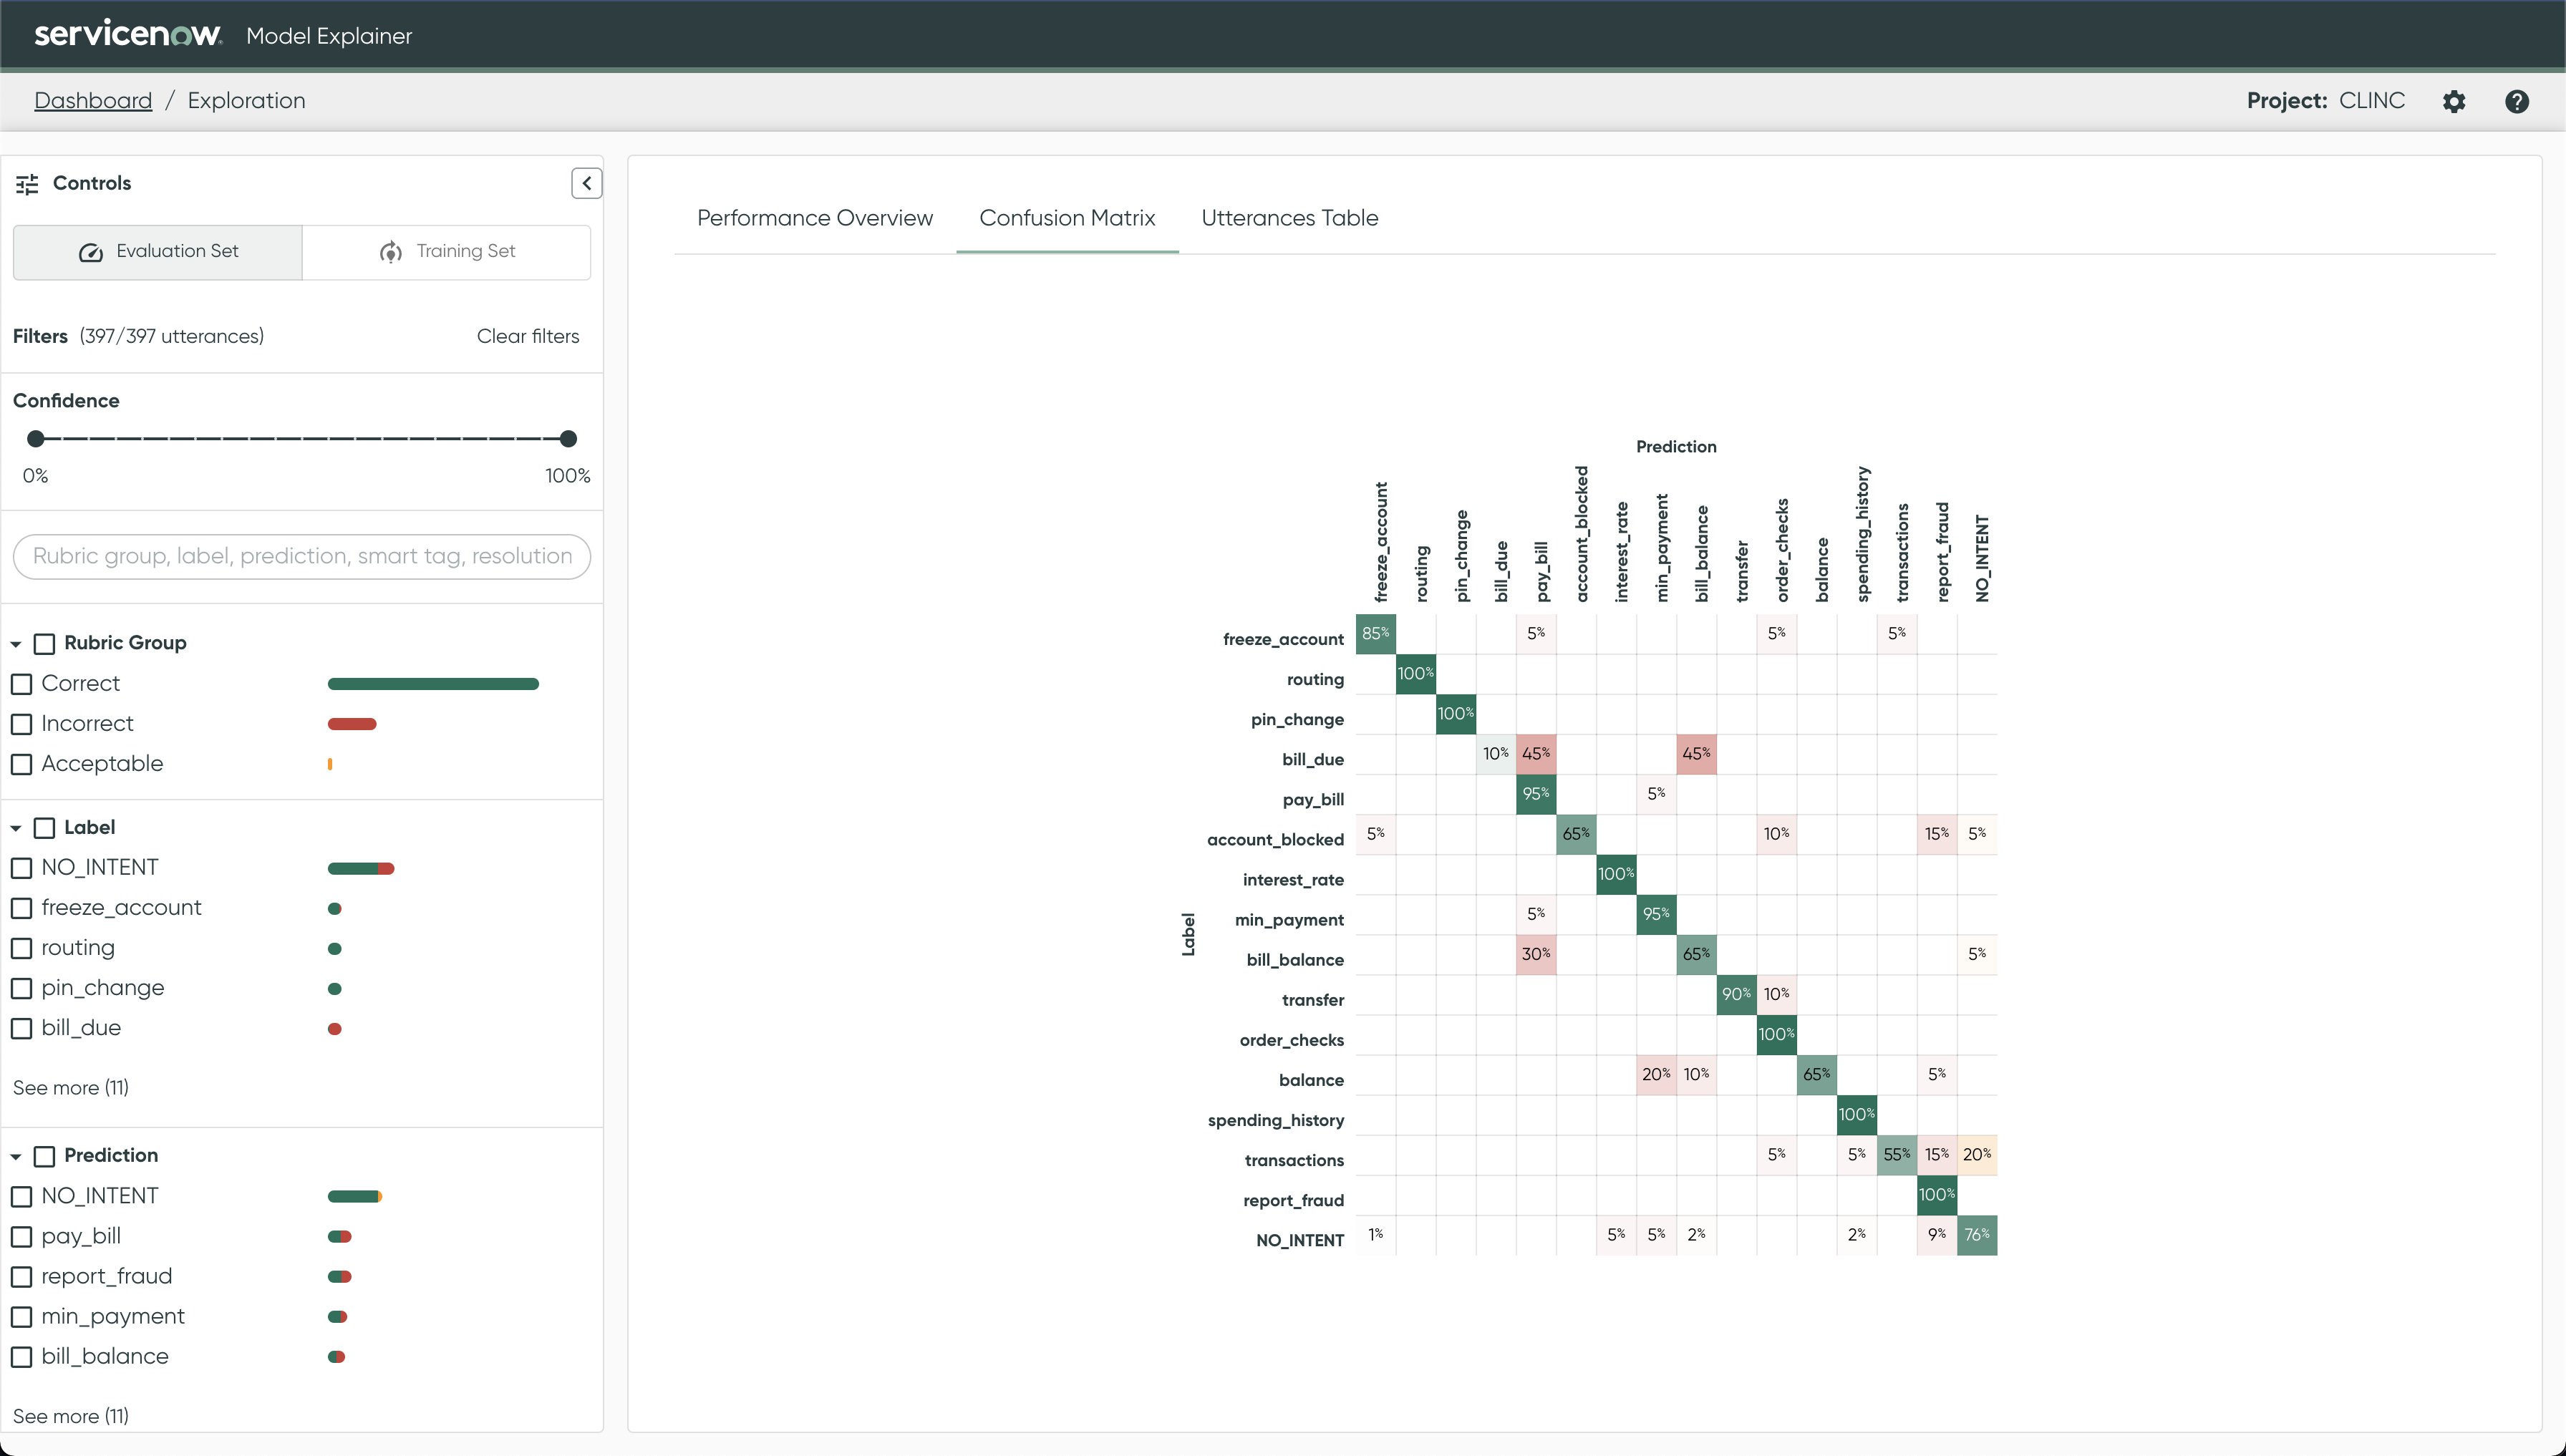 servicenow. Model Explainer
Dashboard / Exploration
Project: CLINC
Controls
Evaluation Set
Training Set
Filters (397/397 utterances)
Clear filters
Confidence
0%
100%
Rubric group, label, prediction, smart tag, resolution
Rubric Group
Correct
Incorrect
Acceptable
Label
NO_INTENT
freeze_account
routing
pin_change
bill_due
See more (11)
Prediction
NO_INTENT
pay_bill
report_fraud
min_payment
bill_balance
See more (11)
Performance Overview
Confusion Matrix
Utterances Table
Prediction
freeze_account
routing
pin_change
bill_due
pay_bill
account_blocked
interest_rate
min_payment
bill_balance
transfer
order_checks
balance
spending_history
transactions
report_fraud
NO_INTENT
Label
freeze_account 85% 5% 5% 5%
routing 100%
pin_change 100%
bill_due 10% 45% 45%
pay_bill 95% 5%
account_blocked 5% 65% 10% 15% 5%
interest_rate 100%
min_payment 5% 95%
bill_balance 30% 65% 5%
transfer 90% 10%
order_checks 100%
balance 20% 10% 65% 5%
spending_history 100%
transactions 5% 5% 55% 15% 20%
report_fraud 100%
NO_INTENT 1% 5% 5% 2% 2% 9% 76%